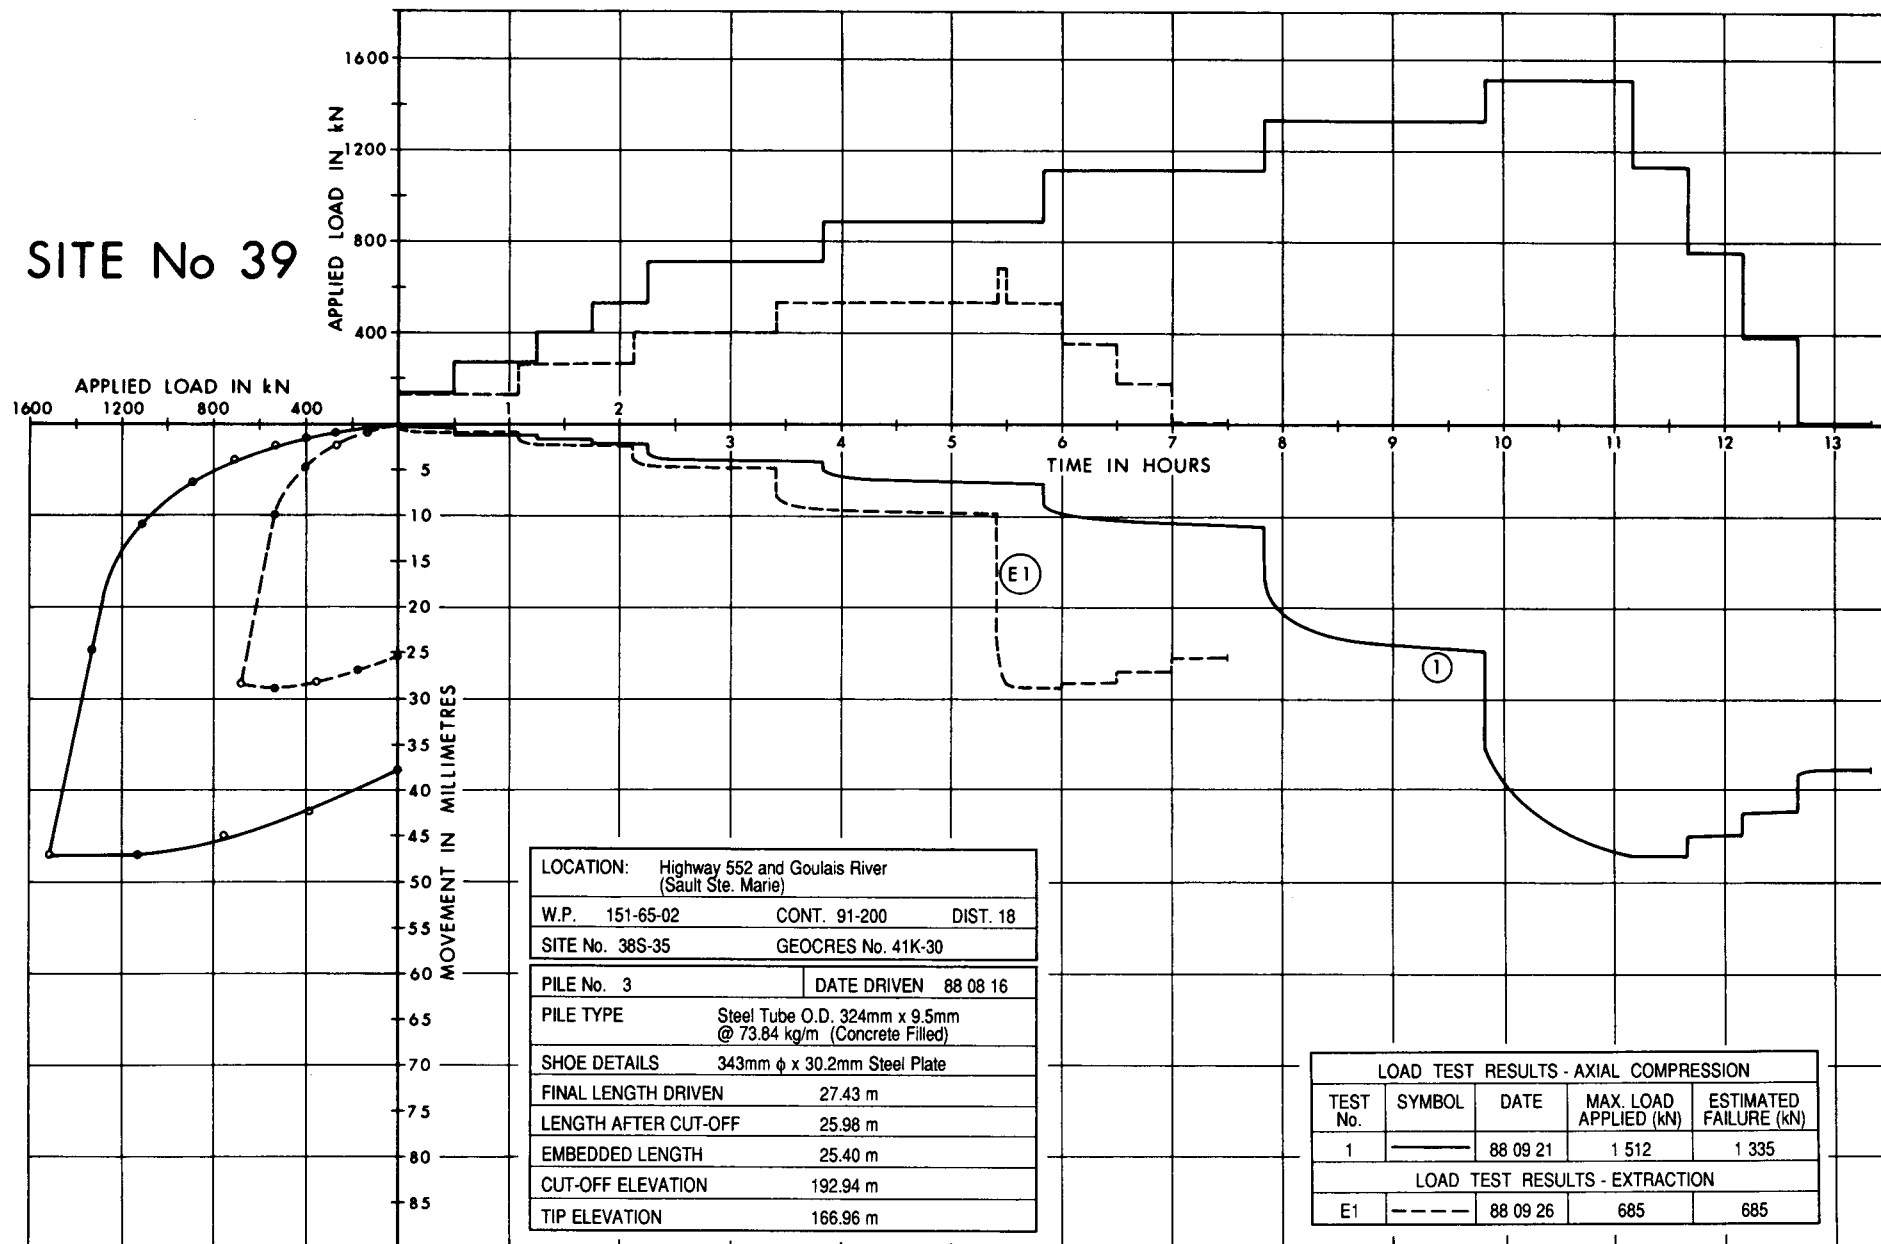 SITE No 39
APPLIED LOAD IN kN
1600
1200
800
400
APPLIED LOAD IN kN
1600 1200 800 400
1 2 3 4 5 6 7 8 9 10 11 12 13
TIME IN HOURS
5
10
15
20
25
30
35
40
45
50
55
60
65
70
75
80
85
MOVEMENT IN MILLIMETRES
E1
1
LOCATION: Highway 552 and Goulais River
(Sault Ste. Marie)
W.P. 151-65-02 CONT. 91-200 DIST. 18
SITE No. 38S-35 GEOCRES No. 41K-30
PILE No. 3 DATE DRIVEN 88 08 16
PILE TYPE Steel Tube O.D. 324mm x 9.5mm
@ 73.84 kg/m (Concrete Filled)
SHOE DETAILS 343mm ϕ x 30.2mm Steel Plate
FINAL LENGTH DRIVEN 27.43 m
LENGTH AFTER CUT-OFF 25.98 m
EMBEDDED LENGTH 25.40 m
CUT-OFF ELEVATION 192.94 m
TIP ELEVATION 166.96 m
LOAD TEST RESULTS - AXIAL COMPRESSION
TEST No. SYMBOL DATE MAX. LOAD APPLIED (kN) ESTIMATED FAILURE (kN)
1 88 09 21 1 512 1 335
LOAD TEST RESULTS - EXTRACTION
E1 88 09 26 685 685